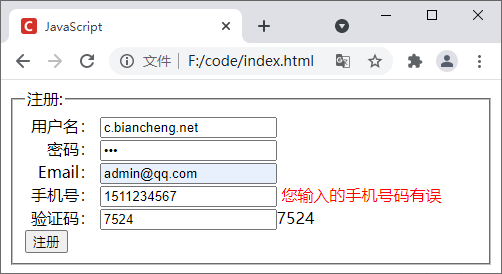 JavaScript
文件 F:/code/index.html
注册:
用户名： c.biancheng.net
密码： •••
Email： admin@qq.com
手机号： 1511234567 您输入的手机号码有误
验证码： 7524 7524
注册